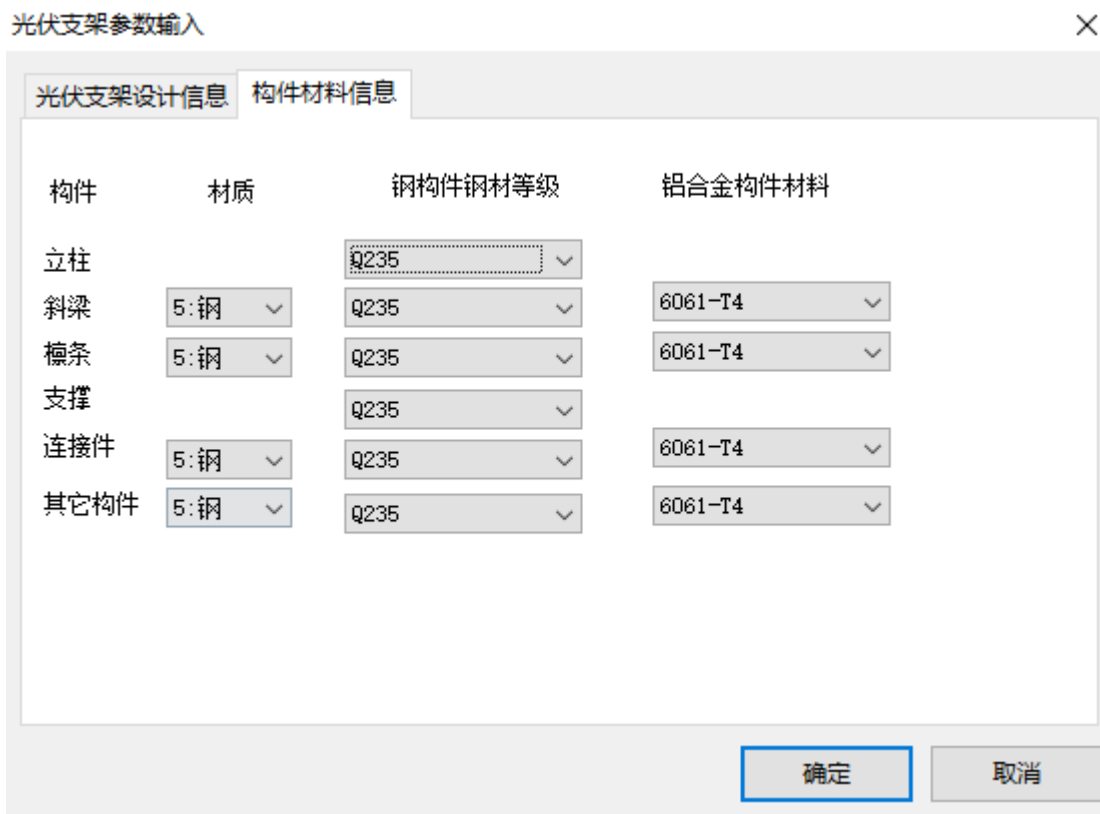 光伏支架参数输入
光伏支架设计信息 构件材料信息
构件 材质 钢构件钢材等级 铝合金构件材料
立柱 Q235
斜梁 5:钢 Q235 6061-T4
檩条 5:钢 Q235 6061-T4
支撑 Q235
连接件 5:钢 Q235 6061-T4
其它构件 5:钢 Q235 6061-T4
确定 取消